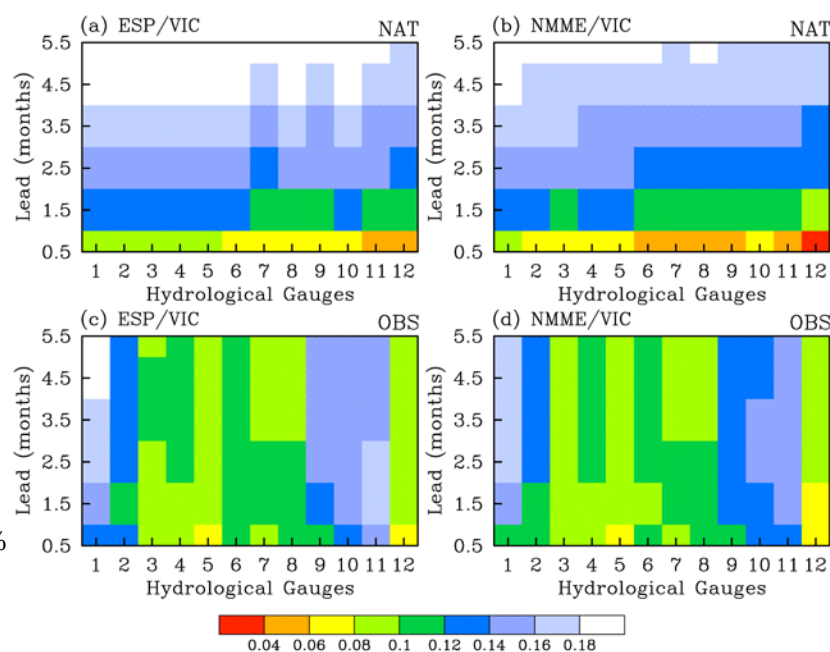 (a) ESP/VIC NAT
5.5
4.5
3.5
2.5
1.5
0.5
Lead (months)
1 2 3 4 5 6 7 8 9 10 11 12
Hydrological Gauges
(b) NMME/VIC NAT
5.5
4.5
3.5
2.5
1.5
0.5
Lead (months)
1 2 3 4 5 6 7 8 9 10 11 12
Hydrological Gauges
(c) ESP/VIC OBS
5.5
4.5
3.5
2.5
1.5
0.5
Lead (months)
%
1 2 3 4 5 6 7 8 9 10 11 12
Hydrological Gauges
(d) NMME/VIC OBS
5.5
4.5
3.5
2.5
1.5
0.5
Lead (months)
1 2 3 4 5 6 7 8 9 10 11 12
Hydrological Gauges
0.04 0.06 0.08 0.1 0.12 0.14 0.16 0.18